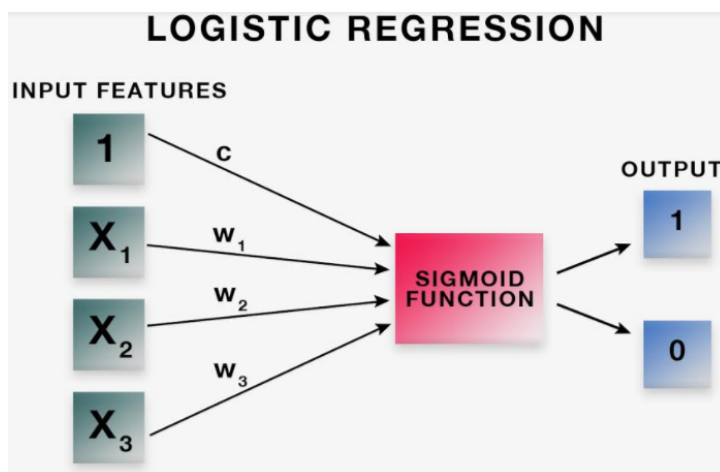 LOGISTIC REGRESSION
INPUT FEATURES
1
C
OUTPUT
X₁
w₁
1
SIGMOID
FUNCTION
X₂
w₂
0
X₃
w₃